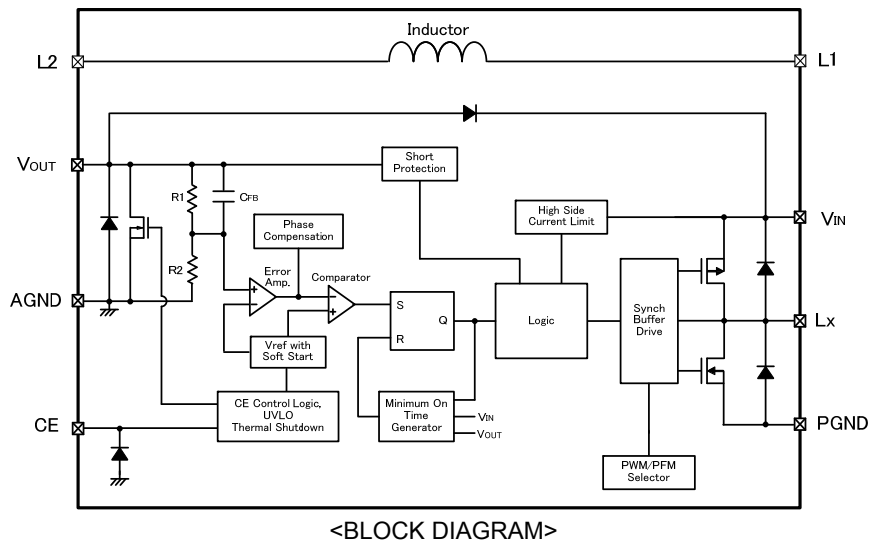 Inductor
L2
L1
VOUT
Short
Protection
R1
CFB
High Side
Current Limit
VIN
Phase
Compensation
R2
Error
Amp.
Comparator
AGND
S
Q
R
Logic
Synch
Buffer
Drive
Lx
Vref with
Soft Start
CE Control Logic,
UVLO
Thermal Shutdown
Minimum On
Time
Generator
VIN
VOUT
CE
PGND
PWM/PFM
Selector
<BLOCK DIAGRAM>